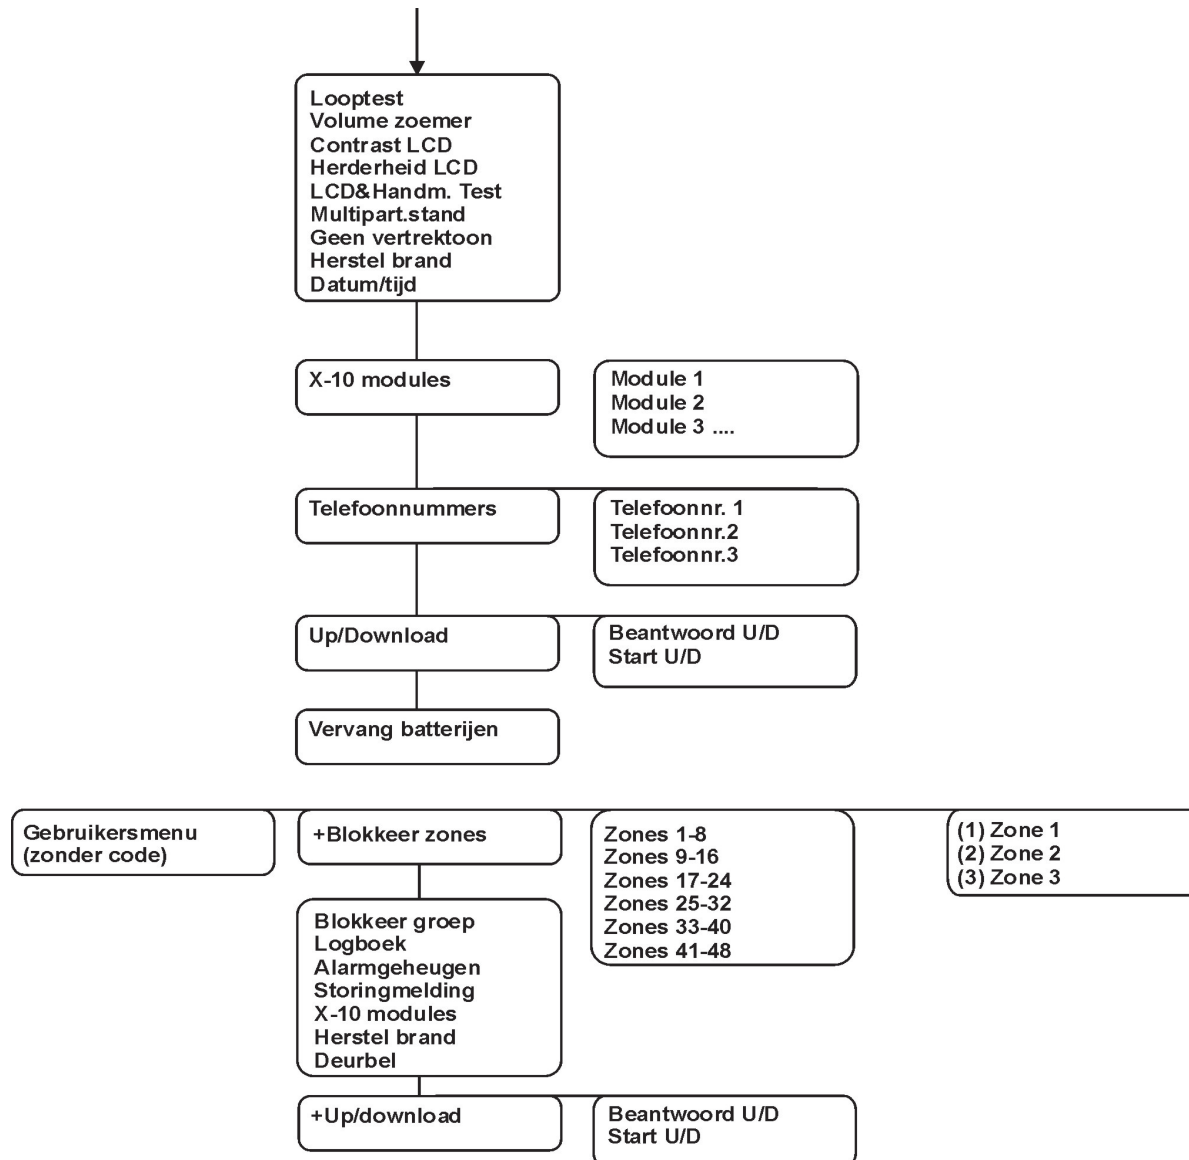 Looptest
Volume zoemer
Contrast LCD
Herderheid LCD
LCD&Handm. Test
Multipart.stand
Geen vertrektoon
Herstel brand
Datum/tijd
X-10 modules
Module 1
Module 2
Module 3 ....
Telefoonnummers
Telefoonnr. 1
Telefoonnr.2
Telefoonnr.3
Up/Download
Beantwoord U/D
Start U/D
Vervang batterijen
Gebruikersmenu
(zonder code)
+Blokkeer zones
Zones 1-8
Zones 9-16
Zones 17-24
Zones 25-32
Zones 33-40
Zones 41-48
(1) Zone 1
(2) Zone 2
(3) Zone 3
Blokkeer groep
Logboek
Alarmgeheugen
Storingmelding
X-10 modules
Herstel brand
Deurbel
+Up/download
Beantwoord U/D
Start U/D